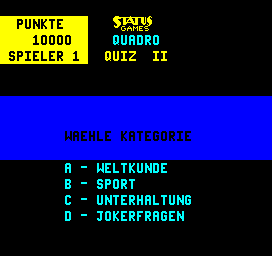 PUNKTE
10000
SPIELER 1
STATUS
GAMES
QUADRO
QUIZ II
WAEHLE KATEGORIE
A - WELTKUNDE
B - SPORT
C - UNTERHALTUNG
D - JOKERFRAGEN